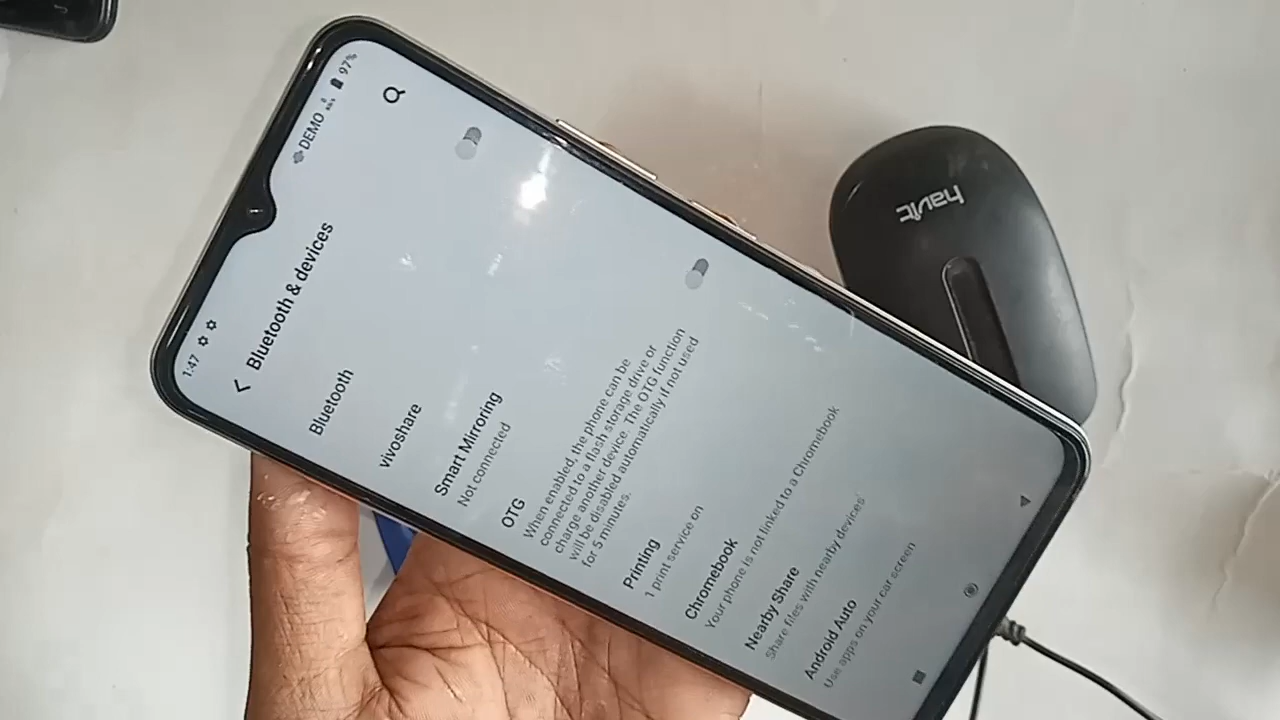 1:47
DEMO
97%
Bluetooth & devices
Bluetooth
vivoshare
Smart Mirroring
Not connected
OTG
When enabled, the phone can be
connected to a flash storage drive or
charge another device. The OTG function
will be disabled automatically if not used
for 5 minutes.
Printing
1 print service on
Chromebook
Your phone is not linked to a Chromebook
Nearby Share
Share files with nearby devices
Android Auto
Use apps on your car screen
havit